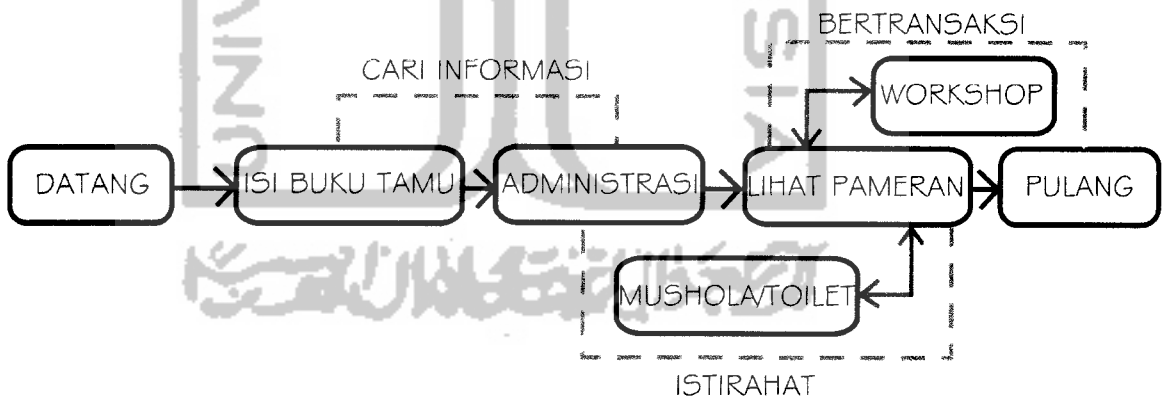 BERTRANSAKSI
CARI INFORMASI
WORKSHOP
DATANG
ISI BUKU TAMU
ADMINISTRASI
LIHAT PAMERAN
PULANG
MUSHOLA/TOILET
ISTIRAHAT